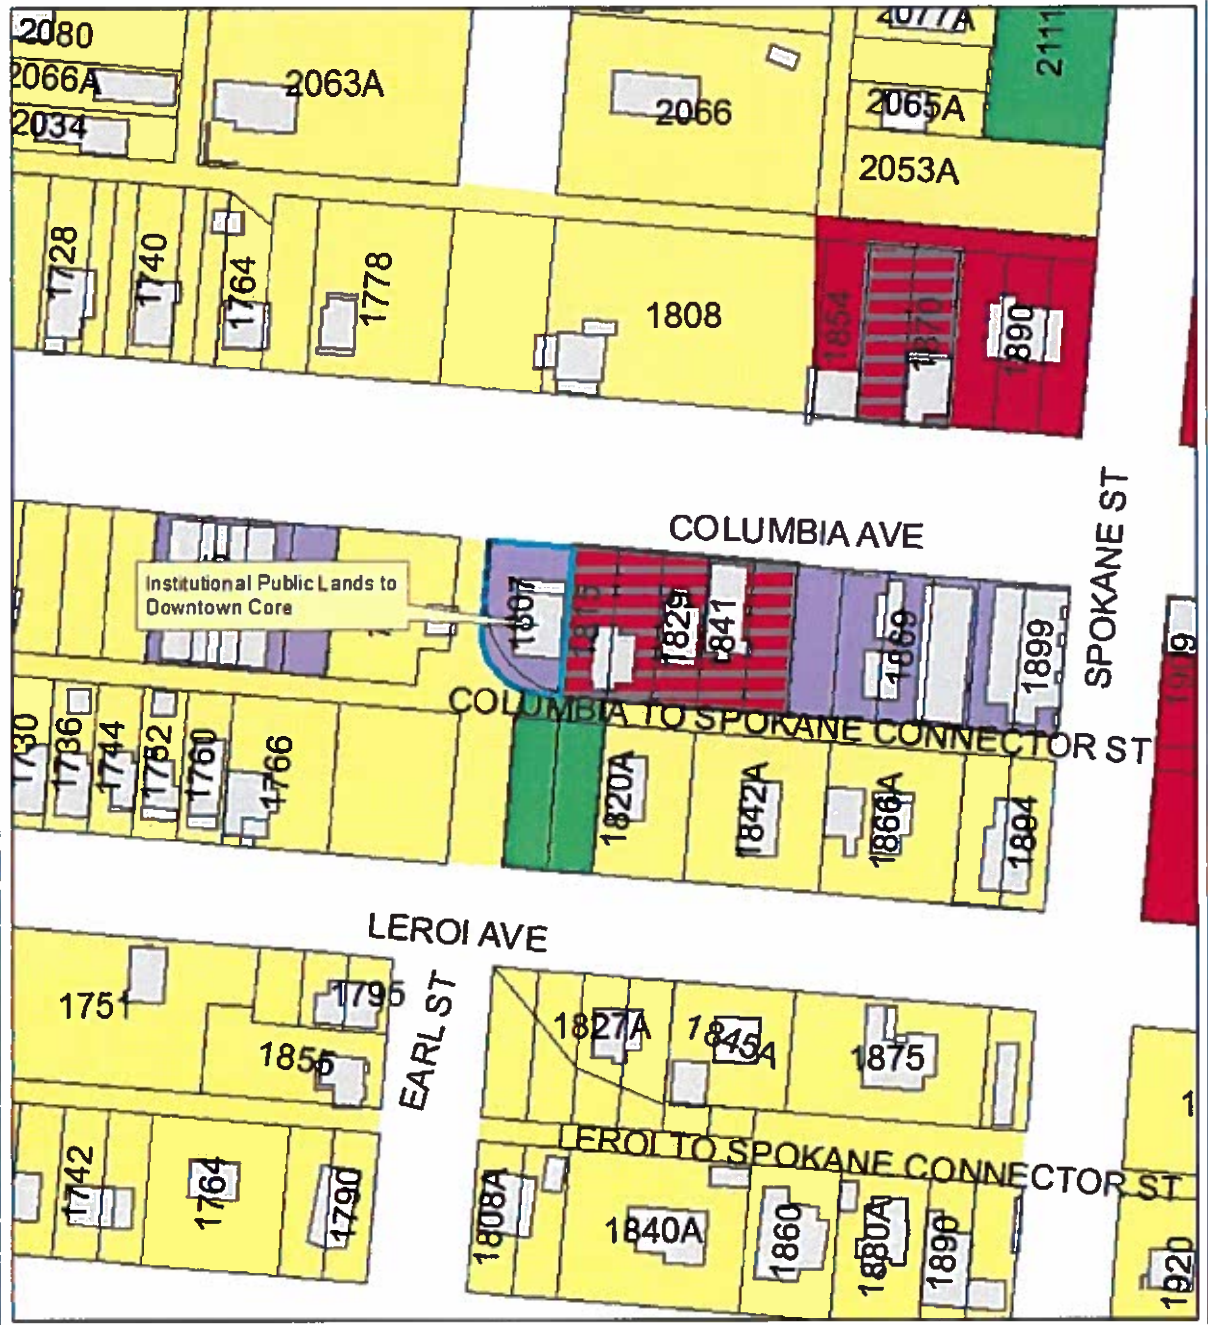 2080
2077A
2111
2066A
2063A
2066
2065A
2034
2053A
1728
1740
1764
1778
1808
1854
1870
1890
COLUMBIA AVE
SPOKANE ST
Institutional Public Lands to
Downtown Core
1807
1815
1829
1841
1869
1899
COLUMBIA TO SPOKANE CONNECTOR ST
1730
1736
1744
1752
1760
1766
1820A
1842A
1866A
1894
LEROI AVE
EARL ST
1751
1795
1855
1827A
1845A
1875
LEROI TO SPOKANE CONNECTOR ST
1742
1764
1790
1808A
1840A
1860
1880A
1890
1920